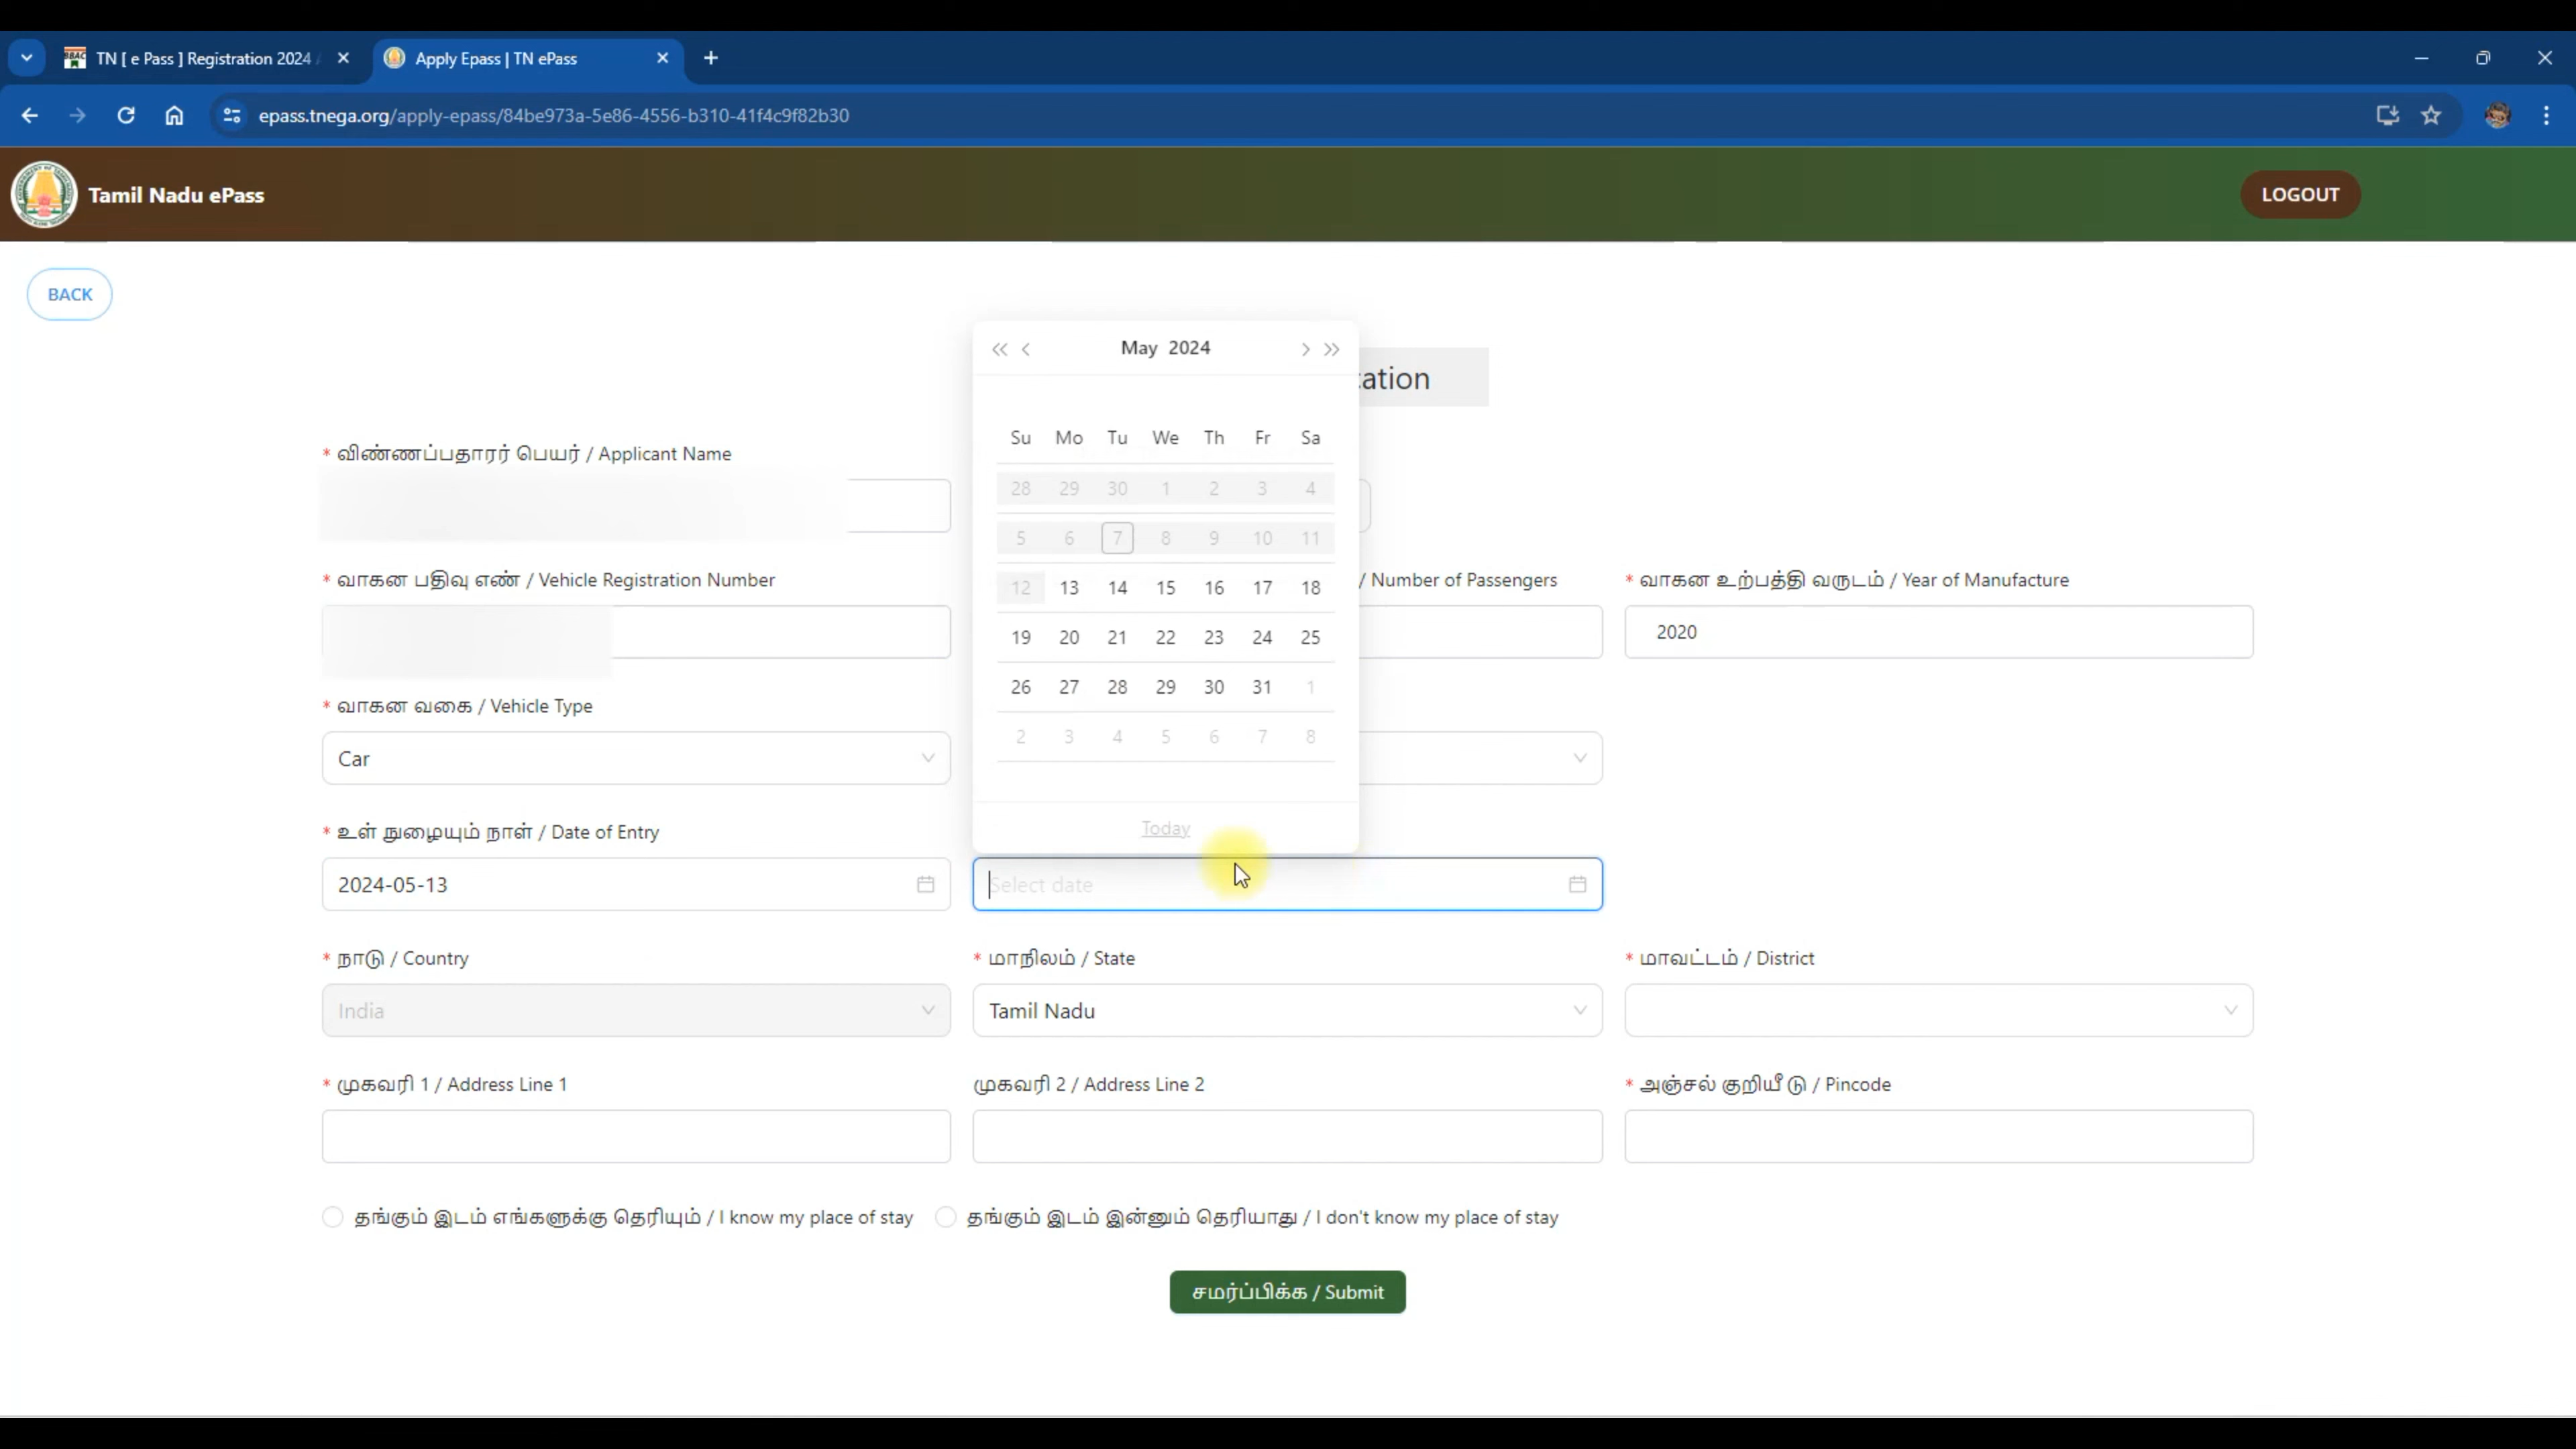 TN [ e Pass ] Registration 2024
Apply Epass | TN ePass
epass.tnega.org/apply-epass/84be973a-5e86-4556-b310-41f4c9f82b30
Tamil Nadu ePass
LOGOUT
BACK
May 2024
ation
Su Mo Tu We Th Fr Sa
28 29 30 1 2 3 4
5 6 7 8 9 10 11
12 13 14 15 16 17 18
19 20 21 22 23 24 25
26 27 28 29 30 31 1
2 3 4 5 6 7 8
Today
* விண்ணப்பதாரர் பெயர் / Applicant Name
* வாகன பதிவு எண் / Vehicle Registration Number
/ Number of Passengers
* வாகன உற்பத்தி வருடம் / Year of Manufacture
2020
* வாகன வகை / Vehicle Type
Car
* உள் நுழையும் நாள் / Date of Entry
2024-05-13
Select date
* நாடு / Country
* மாநிலம் / State
* மாவட்டம் / District
India
Tamil Nadu
* முகவரி 1 / Address Line 1
முகவரி 2 / Address Line 2
* அஞ்சல் குறியீடு / Pincode
தங்கும் இடம் எங்களுக்கு தெரியும் / I know my place of stay
தங்கும் இடம் இன்னும் தெரியாது / I don't know my place of stay
சமர்ப்பிக்க / Submit